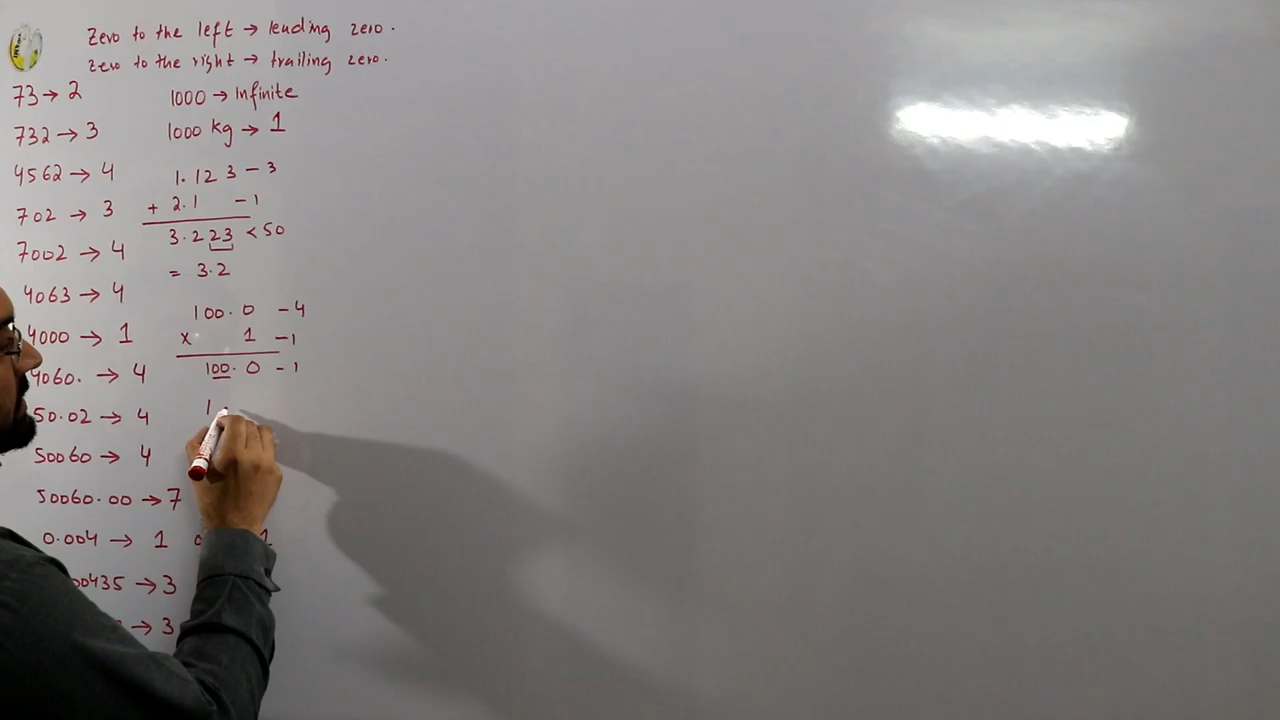 Zero to the left → leading zero.
Zero to the right → trailing zero.
73 → 2
732 → 3
4562 → 4
702 → 3
7002 → 4
4063 → 4
4000 → 1
4060. → 4
50.02 → 4
50060 → 4
50060.00 → 7
0.004 → 1
00435 → 3
→ 3
1000 → Infinite
1000 kg → 1
1.123 - 3
+ 2.1 - 1
3.223 < 50
= 3.2
100.0 - 4
x 1 - 1
100.0 - 1
1
1